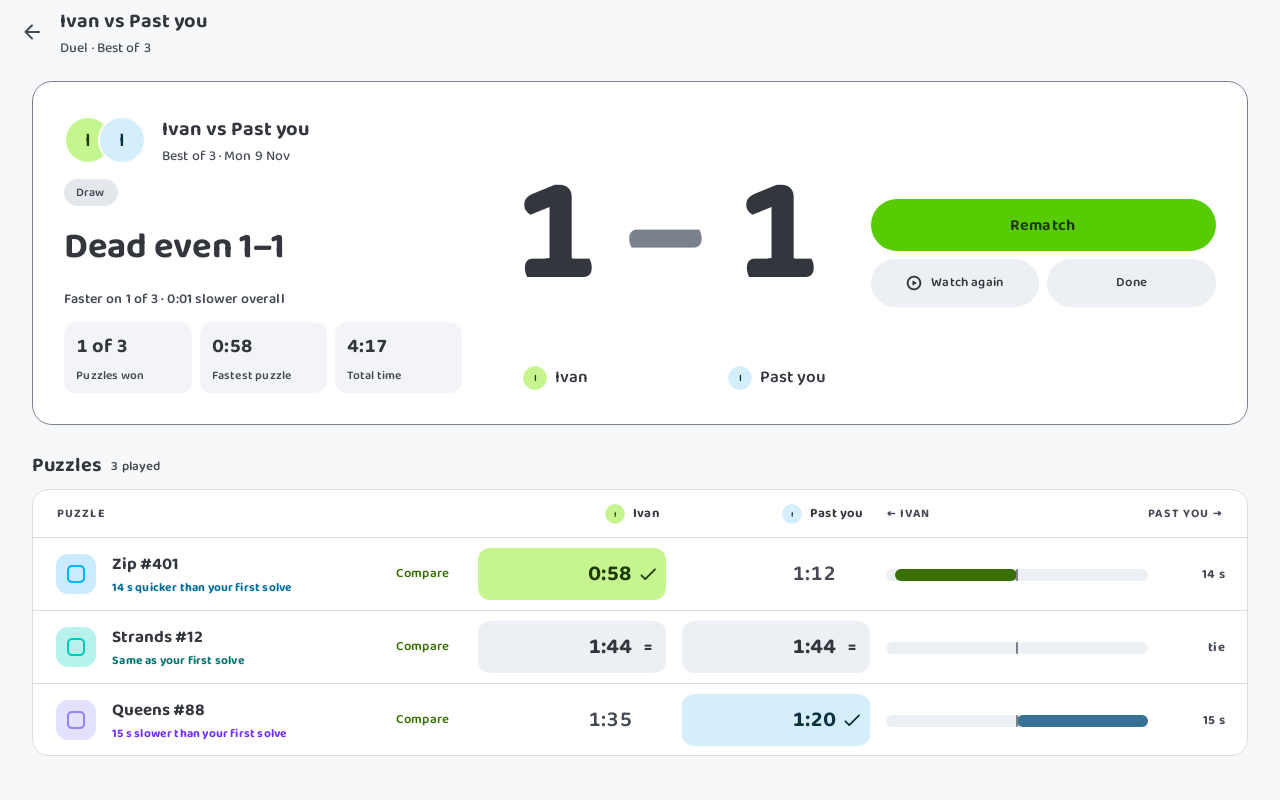 Ivan vs Past you
Duel · Best of 3
I
I
Ivan vs Past you
Best of 3 · Mon 9 Nov
Draw
Dead even 1–1
Faster on 1 of 3 · 0:01 slower overall
1 of 3
Puzzles won
0:58
Fastest puzzle
4:17
Total time
1 – 1
I Ivan
I Past you
Rematch
Watch again
Done
Puzzles 3 played
PUZZLE
I Ivan
I Past you
← IVAN
PAST YOU →
Zip #401
14 s quicker than your first solve
Compare
0:58
1:12
14 s
Strands #12
Same as your first solve
Compare
1:44 =
1:44 =
tie
Queens #88
15 s slower than your first solve
Compare
1:35
1:20
15 s